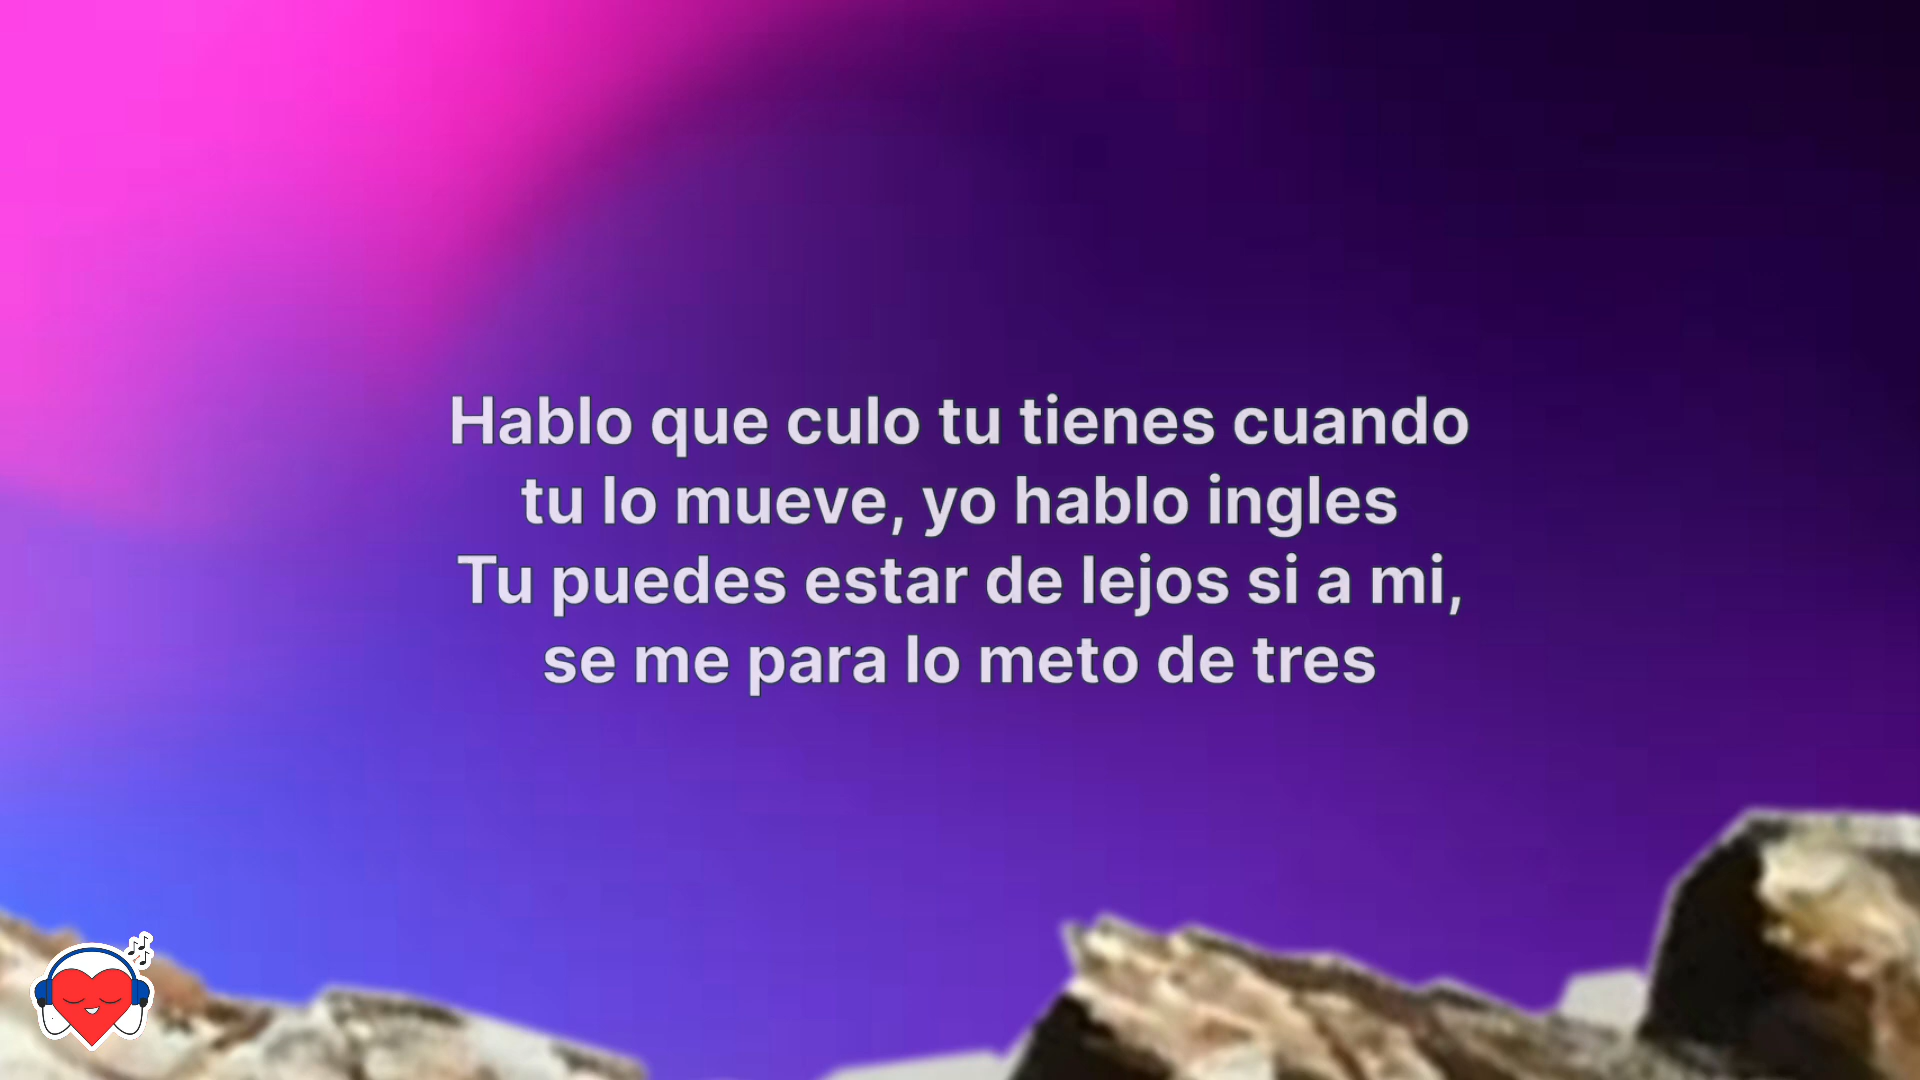 Hablo que culo tu tienes cuando
tu lo mueve, yo hablo ingles
Tu puedes estar de lejos si a mi,
se me para lo meto de tres